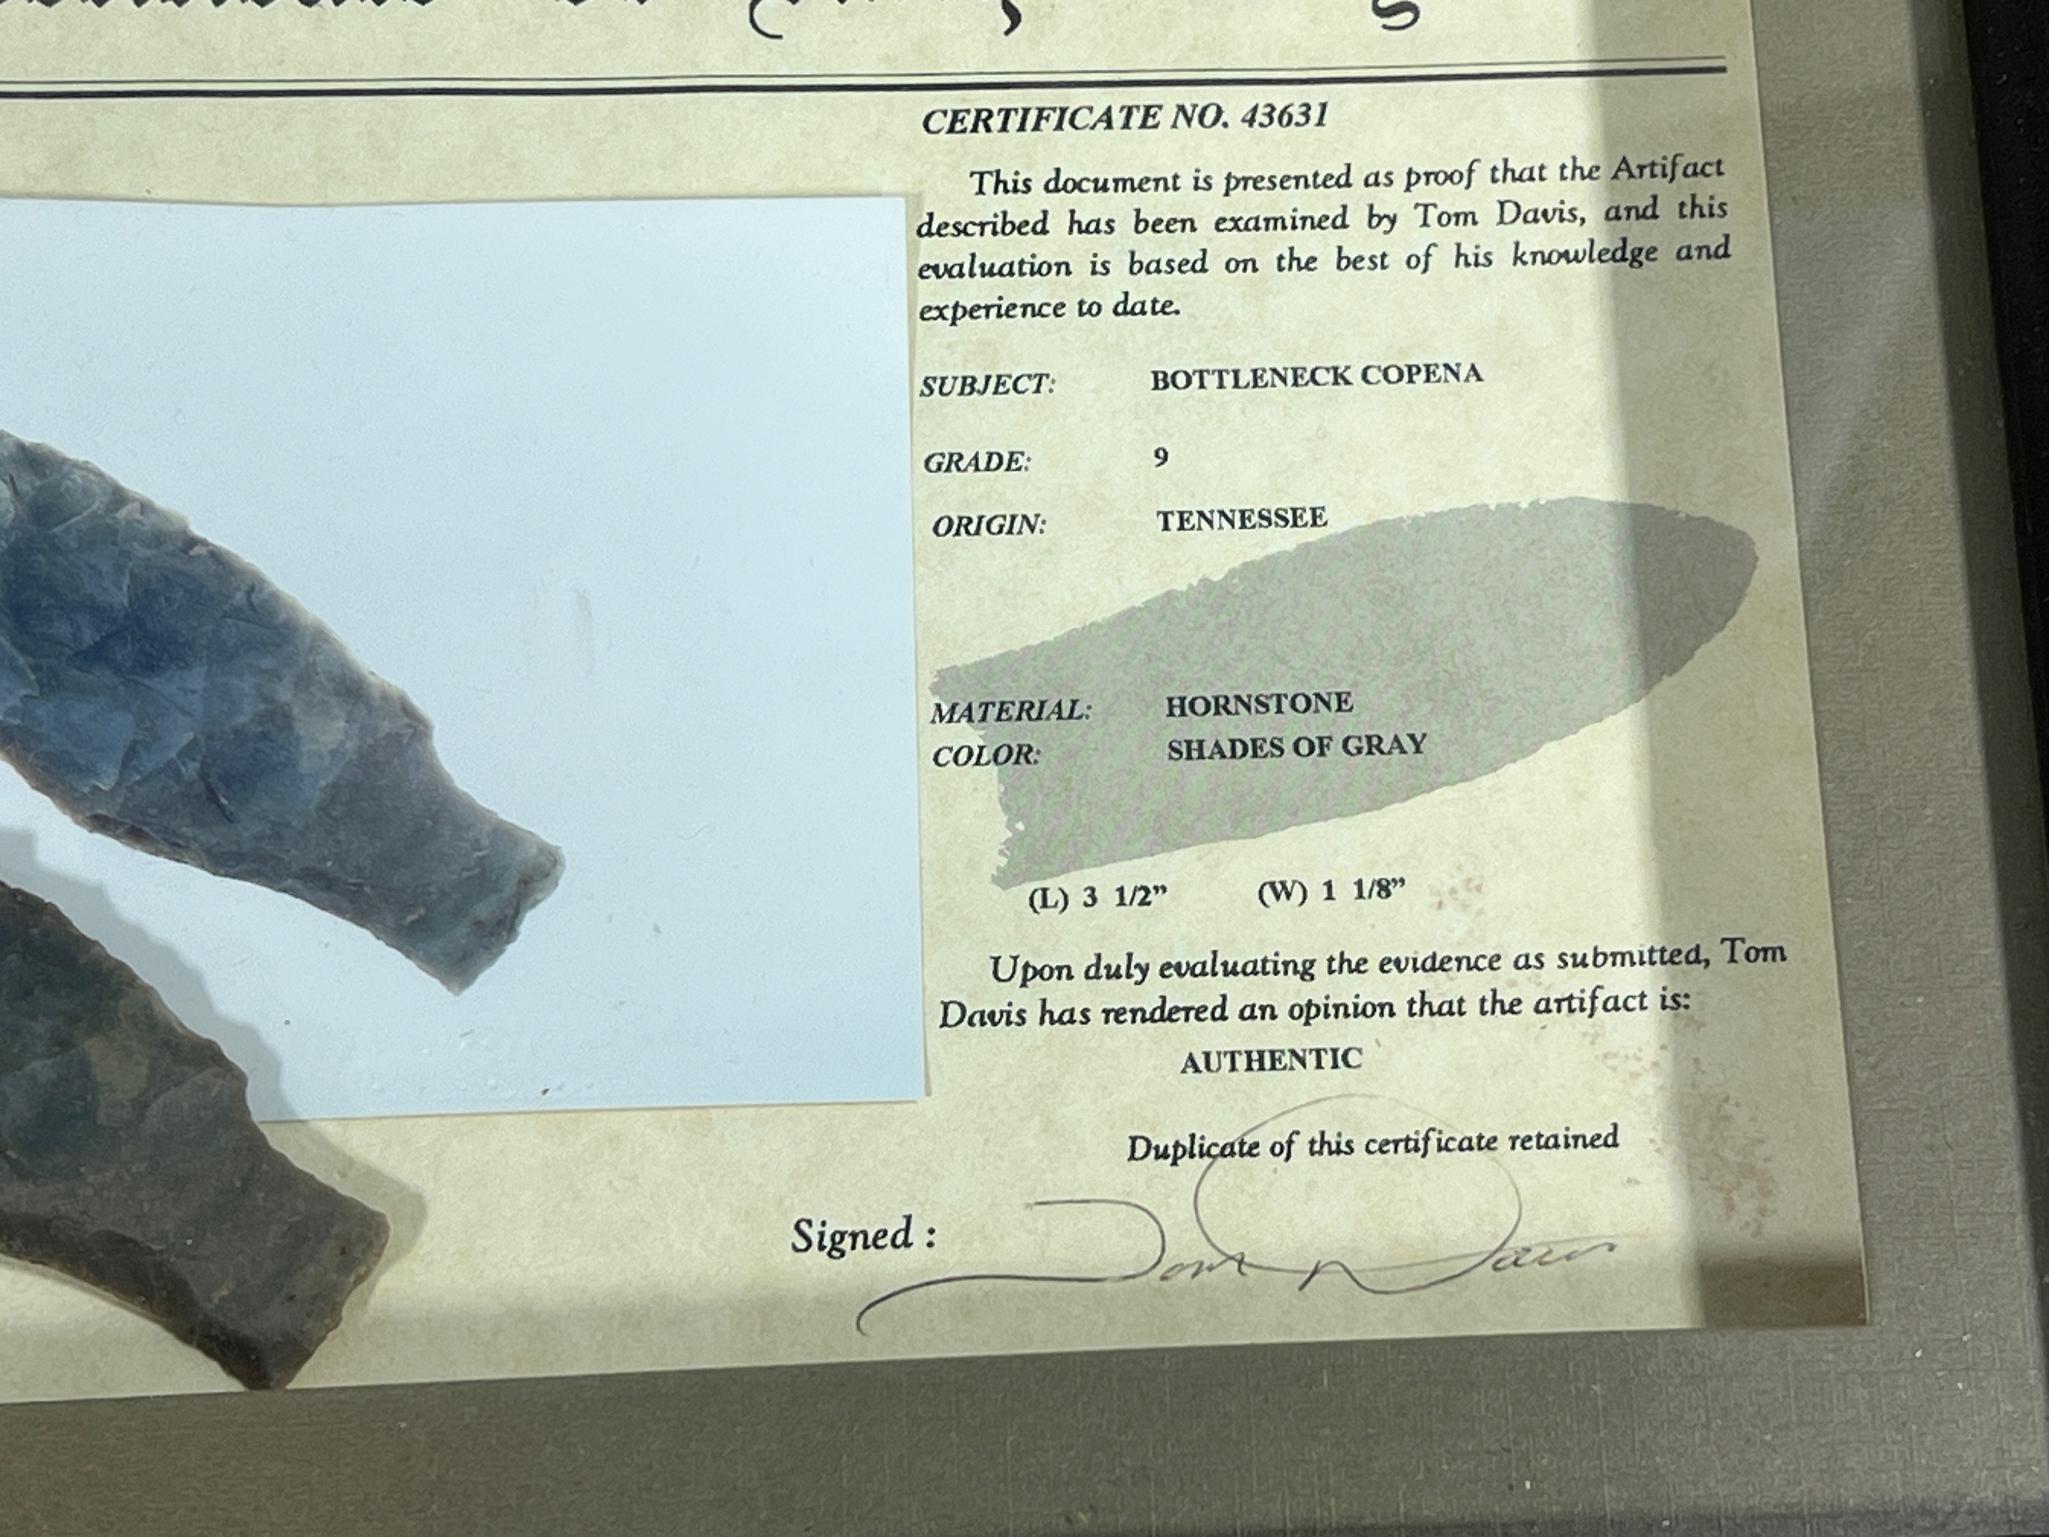 CERTIFICATE NO. 43631
This document is presented as proof that the Artifact
described has been examined by Tom Davis, and this
evaluation is based on the best of his knowledge and
experience to date.
SUBJECT: BOTTLENECK COPENA
GRADE: 9
ORIGIN: TENNESSEE
MATERIAL: HORNSTONE
COLOR: SHADES OF GRAY
(L) 3 1/2” (W) 1 1/8”
Upon duly evaluating the evidence as submitted, Tom
Davis has rendered an opinion that the artifact is:
AUTHENTIC
Duplicate of this certificate retained
Signed : Tom Davis